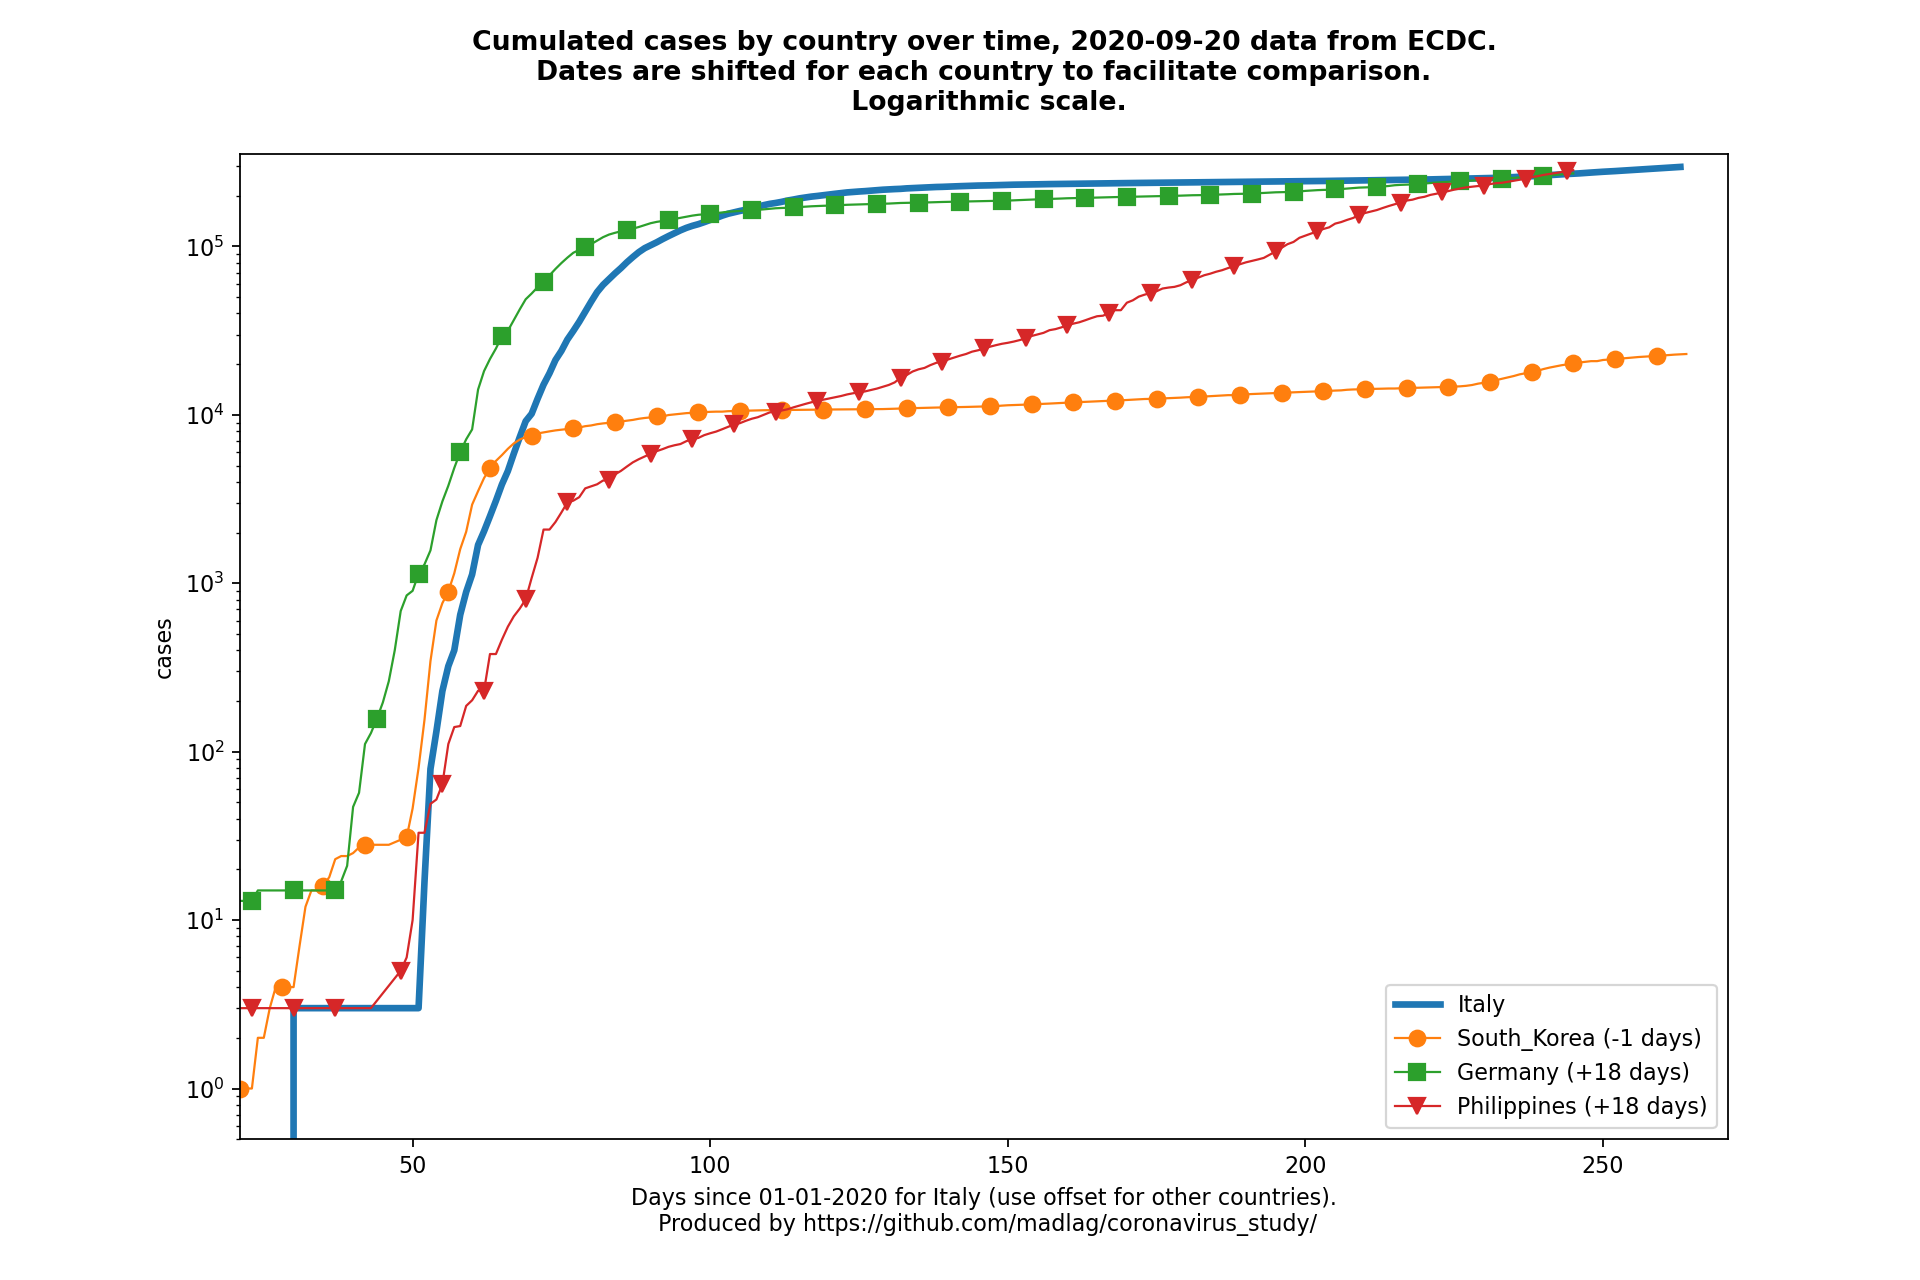 Cumulated cases by country over time, 2020-09-20 data from ECDC.
Dates are shifted for each country to facilitate comparison.
Logarithmic scale.
10^5
10^4
10^3
10^2
10^1
10^0
cases
Italy
South_Korea (-1 days)
Germany (+18 days)
Philippines (+18 days)
50 100 150 200 250
Days since 01-01-2020 for Italy (use offset for other countries).
Produced by https://github.com/madlag/coronavirus_study/